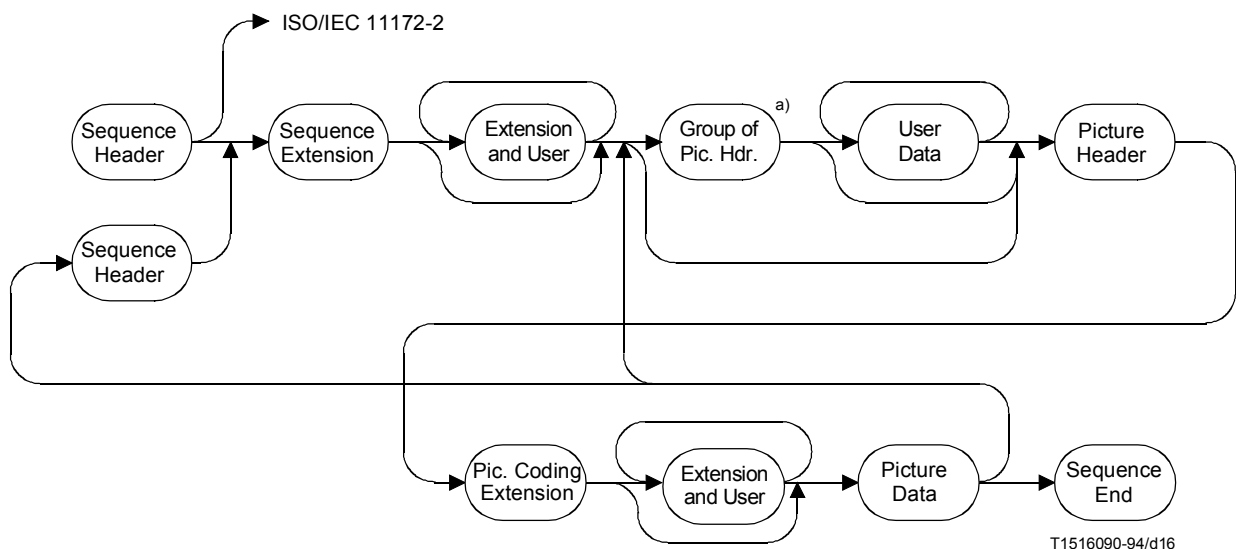 ISO/IEC 11172-2
Sequence
Header
Sequence
Extension
Extension
and User
a)
Group of
Pic. Hdr.
User
Data
Picture
Header
Sequence
Header
Pic. Coding
Extension
Extension
and User
Picture
Data
Sequence
End
T1516090-94/d16